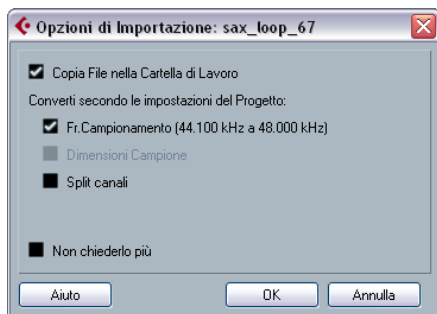 Opzioni di Importazione: sax_loop_67
Copia File nella Cartella di Lavoro
Converti secondo le impostazioni del Progetto:
Fr.Campionamento (44.100 kHz a 48.000 kHz)
Dimensioni Campione
Split canali
Non chiederlo più
Aiuto OK Annulla